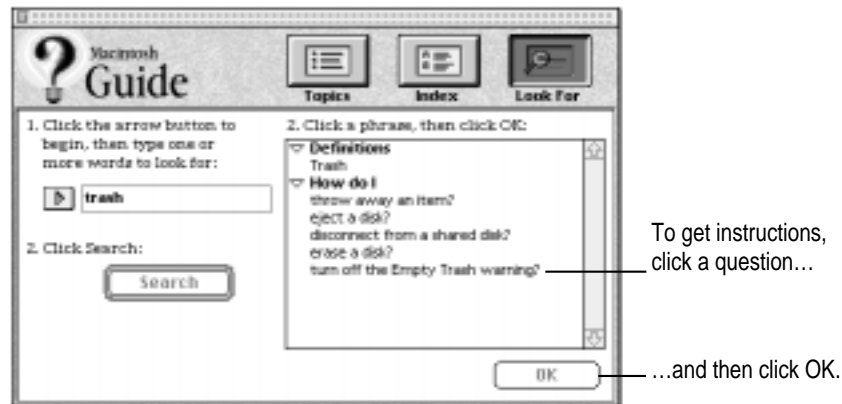 Macintosh
Guide
Topics
Index
Look For
1. Click the arrow button to
begin, then type one or
more words to look for:
trash
2. Click Search:
Search
2. Click a phrase, then click OK:
Definitions
Trash
How do I
throw away an item?
eject a disk?
disconnect from a shared disk?
erase a disk?
turn off the Empty Trash warning?
OK
To get instructions,
click a question…
…and then click OK.